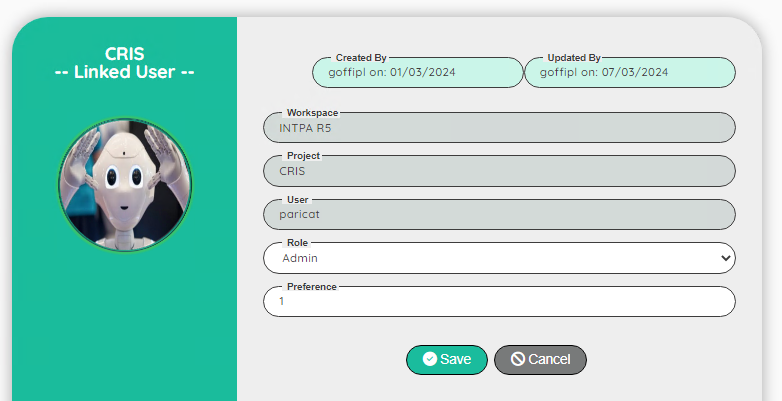 CRIS
-- Linked User --
Created By
goffipl on: 01/03/2024
Updated By
goffipl on: 07/03/2024
Workspace
INTPA R5
Project
CRIS
User
paricat
Role
Admin
Preference
1
Save
Cancel